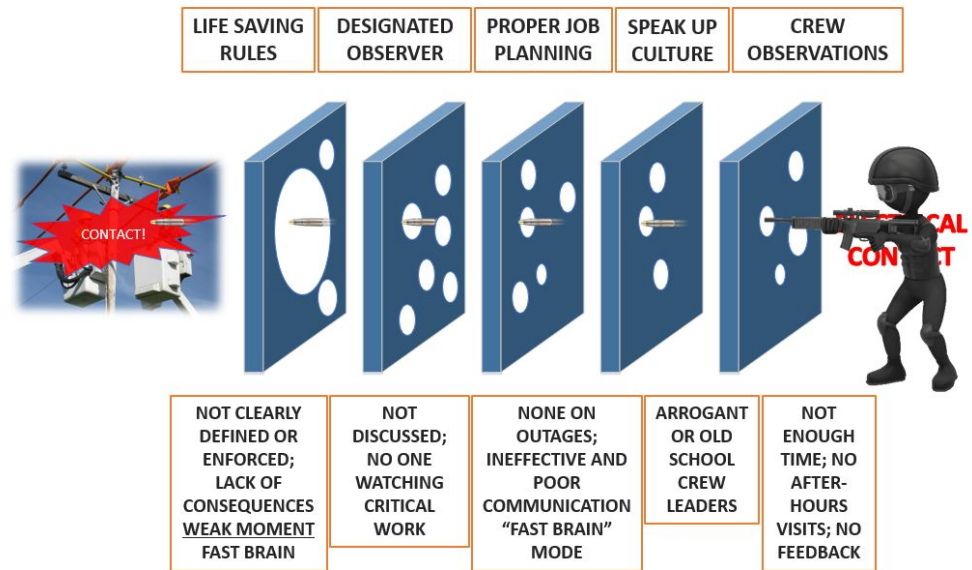 LIFE SAVING
RULES
DESIGNATED
OBSERVER
PROPER JOB
PLANNING
SPEAK UP
CULTURE
CREW
OBSERVATIONS
CONTACT!
CONTACT
NOT CLEARLY
DEFINED OR
ENFORCED;
LACK OF
CONSEQUENCES
WEAK MOMENT
FAST BRAIN
NOT
DISCUSSED;
NO ONE
WATCHING
CRITICAL
WORK
NONE ON
OUTAGES;
INEFFECTIVE AND
POOR
COMMUNICATION
“FAST BRAIN”
MODE
ARROGANT
OR OLD
SCHOOL
CREW
LEADERS
NOT
ENOUGH
TIME; NO
AFTER-
HOURS
VISITS; NO
FEEDBACK